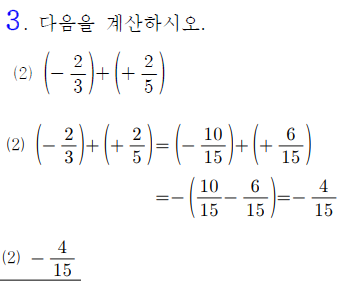 3. 다음을 계산하시오.
(2) (− 2/3)+(+ 2/5)
(2) (− 2/3)+(+ 2/5)=(− 10/15)+(+ 6/15)
=−(10/15− 6/15)=− 4/15
(2) − 4/15